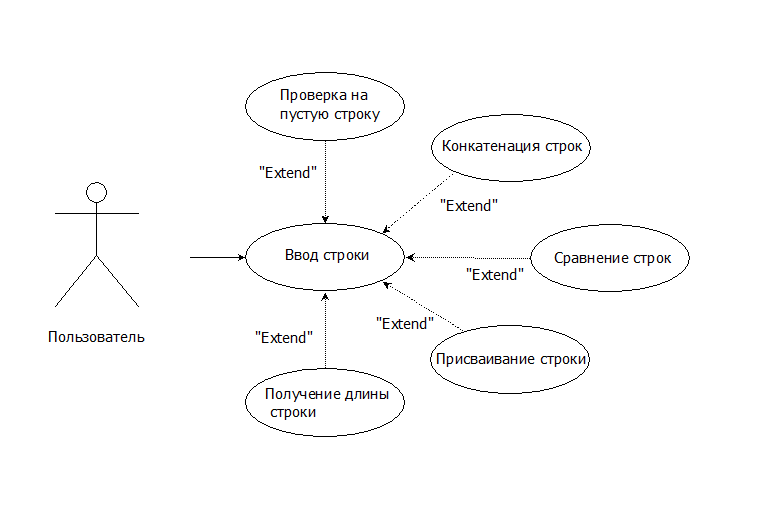 Проверка на
пустую строку
Конкатенация строк
"Extend"
"Extend"
Ввод строки
Сравнение строк
"Extend"
"Extend"
"Extend"
Пользователь
Присваивание строки
Получение длины
строки